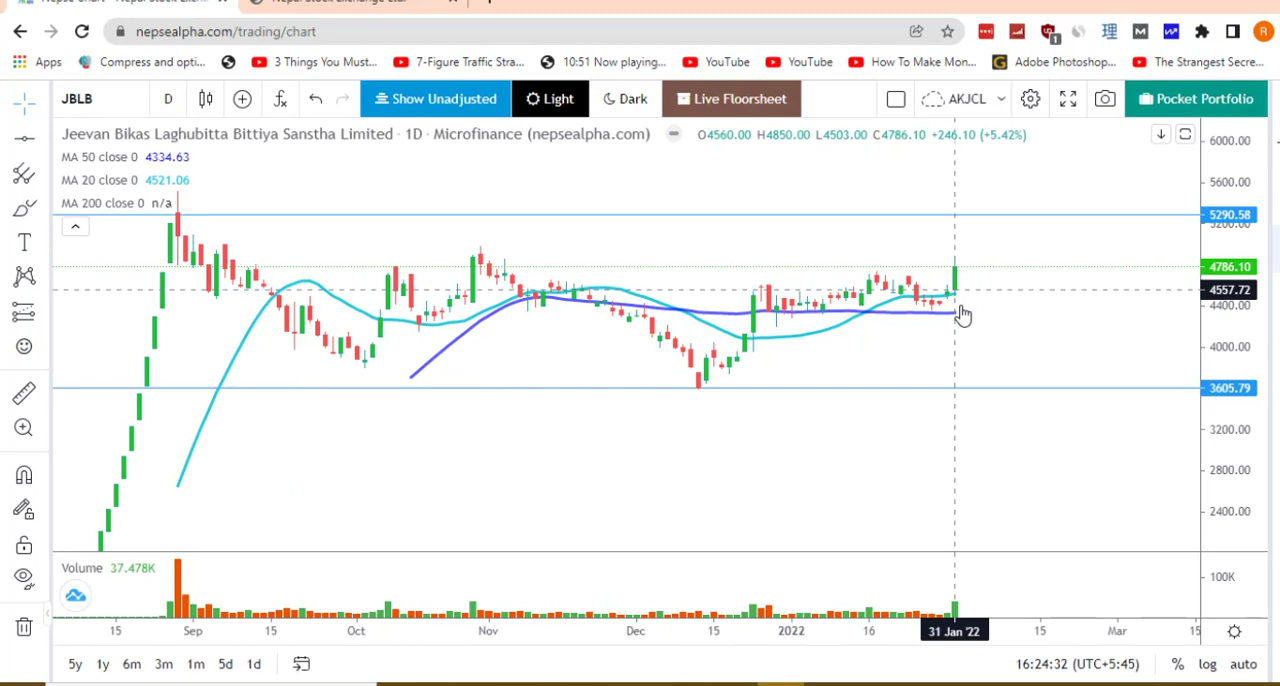 nepsealpha.com/trading/chart
Apps Compress and opti... 3 Things You Must... 7-Figure Traffic Stra... 10:51 Now playing... YouTube YouTube How To Make Mon... Adobe Photoshop... The Strangest Secre...
JBLB D Show Unadjusted Light Dark Live Floorsheet AKJCL Pocket Portfolio
Jeevan Bikas Laghubitta Bittiya Sanstha Limited · 1D · Microfinance (nepsealpha.com) O4560.00 H4850.00 L4503.00 C4786.10 +246.10 (+5.42%)
MA 50 close 0 4334.63
MA 20 close 0 4521.06
MA 200 close 0 n/a
6000.00
5600.00
5290.58
5200.00
4786.10
4557.72
4400.00
4000.00
3605.79
3200.00
2800.00
2400.00
Volume 37.478K
100K
15 Sep 15 Oct Nov Dec 15 2022 16 31 Jan '22 15 Mar 15
5y 1y 6m 3m 1m 5d 1d 16:24:32 (UTC+5:45) % log auto